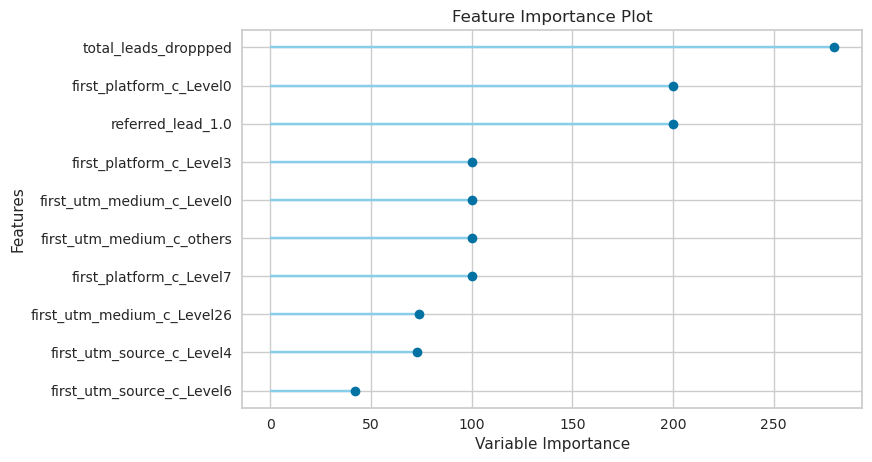 Feature Importance Plot
Features
total_leads_droppped
first_platform_c_Level0
referred_lead_1.0
first_platform_c_Level3
first_utm_medium_c_Level0
first_utm_medium_c_others
first_platform_c_Level7
first_utm_medium_c_Level26
first_utm_source_c_Level4
first_utm_source_c_Level6
0 50 100 150 200 250
Variable Importance